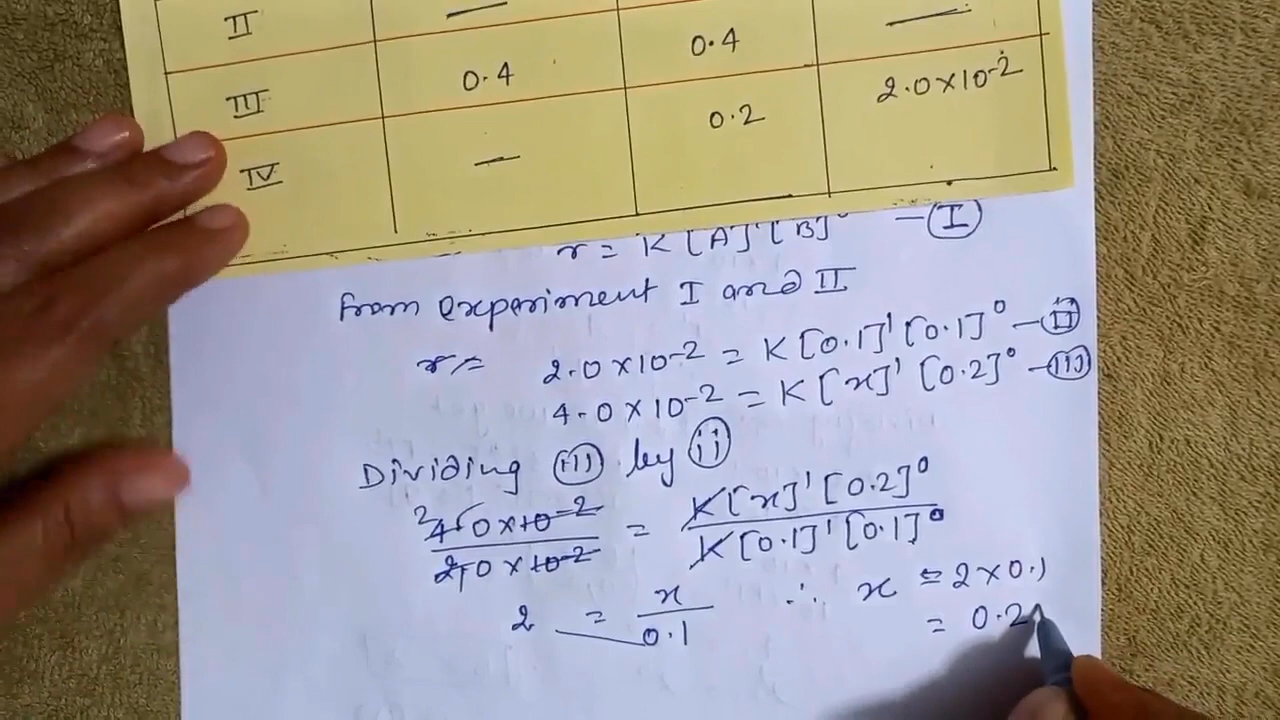 II — —
III 0.4 0.4
IV — 0.2 2.0×10⁻²
r = K[A]¹[B]⁰ —(I)
from experiment I and II
r = 2.0×10⁻² = K[0.1]¹[0.1]⁰ —(ii)
4.0×10⁻² = K[x]¹[0.2]⁰ —(iii)
Dividing (iii) by (ii)
²4.0×10⁻² / 2.0×10⁻² = K[x]¹[0.2]⁰ / K[0.1]¹[0.1]⁰
2 = x / 0.1 ∴ x = 2×0.1
= 0.2